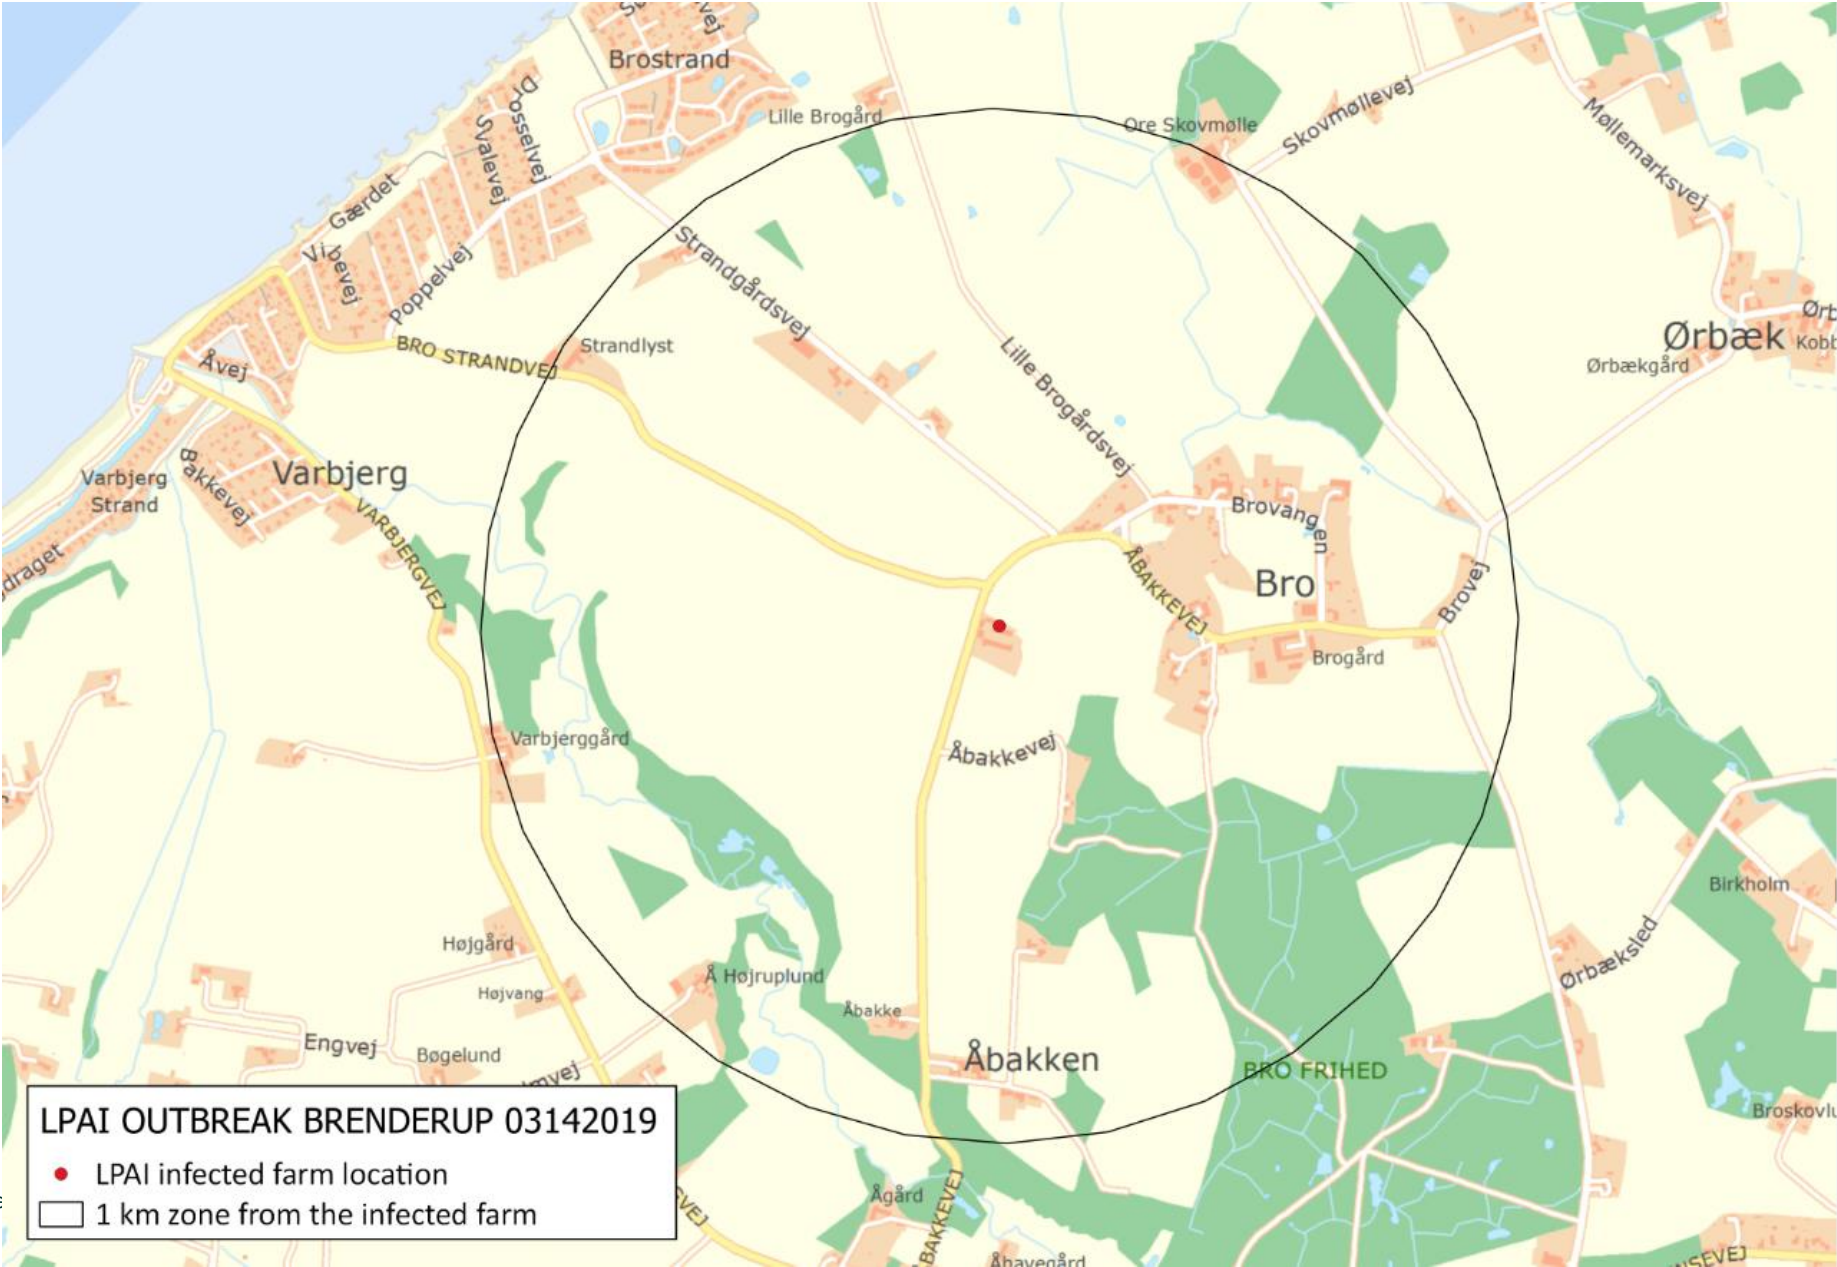 Brostrand
Drosselvej
Svalevej
Lille Brogård
Ore Skovmølle
Skovmøllevej
Møllemarksvej
Gærdet
Vibevej
Poppelvej
Strandgårdsvej
BRO STRANDVEJ
Strandlyst
Åvej
Lille Brogårdsvej
Ørbæk
Ørbækgård
Varbjerg
Strand
Bakkevej
Varbjerg
VARBJERGVEJ
Brovangen
ÅBAKKEVEJ
Bro
Brovej
Brogård
Varbjerggård
Åbakkevej
Birkholm
Ørbæksled
Højgård
Højvang
Å Højruplund
Åbakke
Engvej
Bøgelund
Åbakken
BRO FRIHED
LPAI OUTBREAK BRENDERUP 03142019
LPAI infected farm location
1 km zone from the infected farm
Ågård
Åbavegård